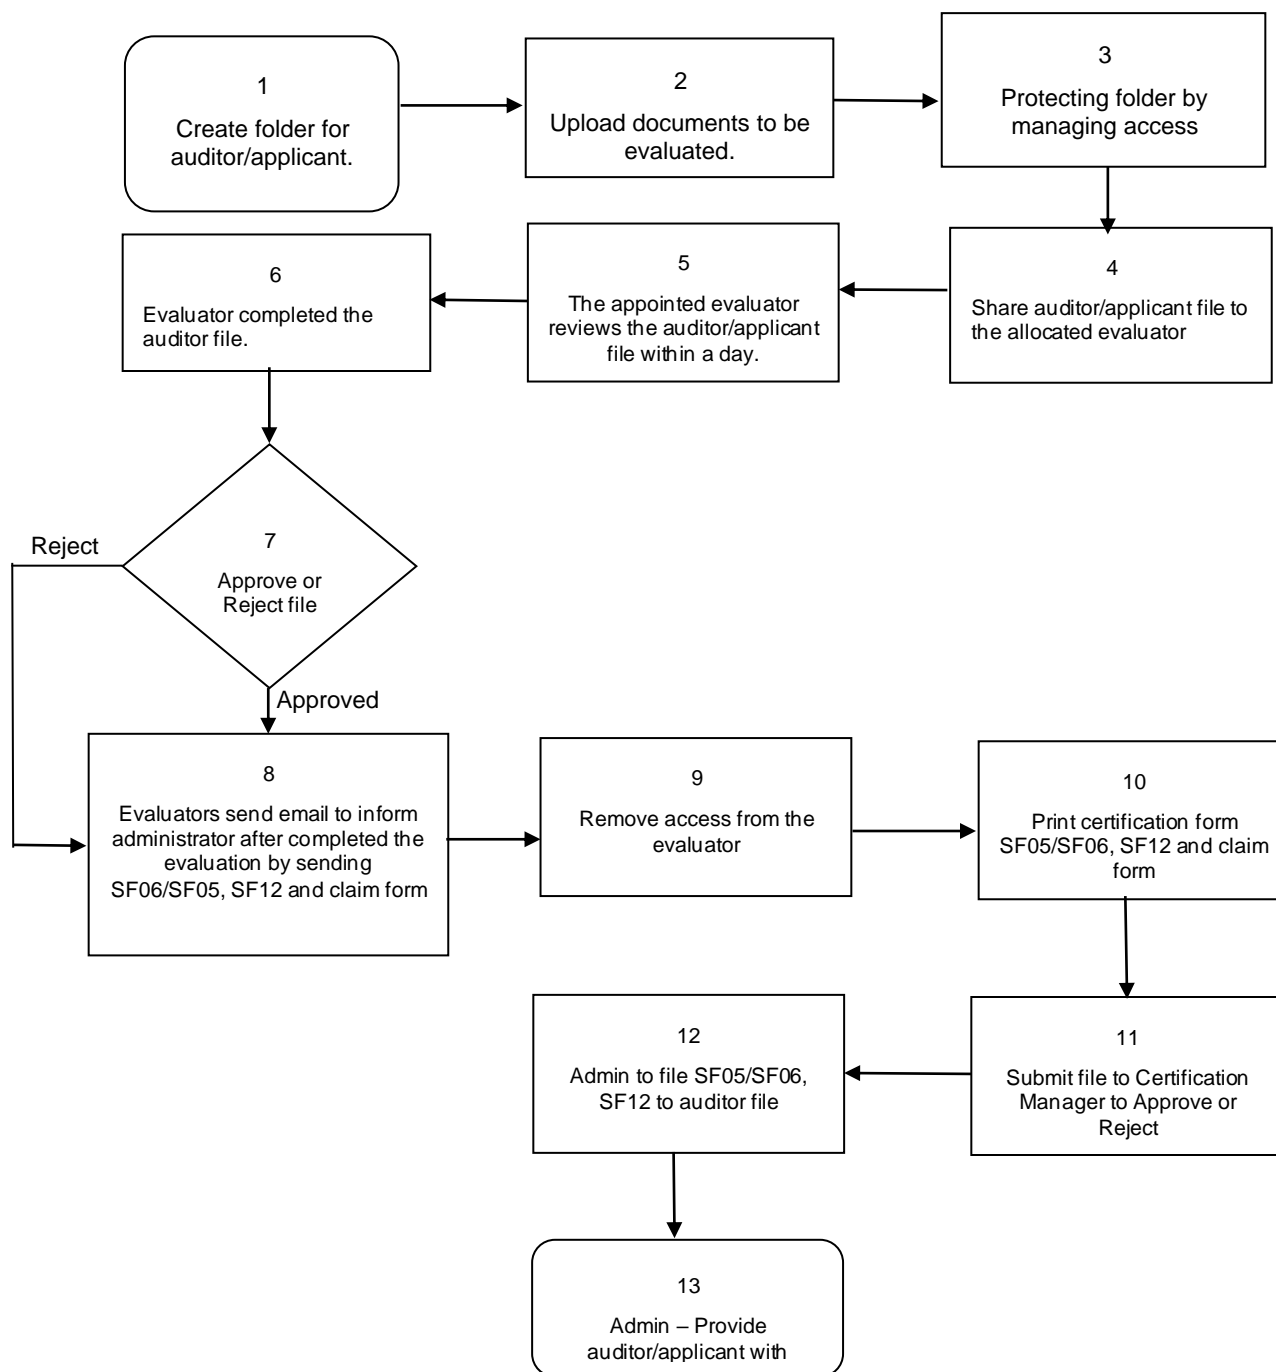 1
Create folder for
auditor/applicant.
2
Upload documents to be
evaluated.
3
Protecting folder by
managing access
4
Share auditor/applicant file to
the allocated evaluator
5
The appointed evaluator
reviews the auditor/applicant
file within a day.
6
Evaluator completed the
auditor file.
7
Approve or
Reject file
Reject
Approved
8
Evaluators send email to inform
administrator after completed the
evaluation by sending
SF06/SF05, SF12 and claim form
9
Remove access from the
evaluator
10
Print certification form
SF05/SF06, SF12 and claim
form
11
Submit file to Certification
Manager to Approve or
Reject
12
Admin to file SF05/SF06,
SF12 to auditor file
13
Admin – Provide
auditor/applicant with